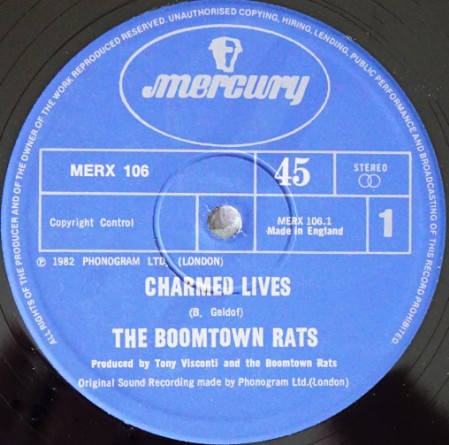 ALL RIGHTS OF THE PRODUCER AND OF THE OWNER OF THE WORK REPRODUCED RESERVED. UNAUTHORISED COPYING, HIRING, LENDING, PUBLIC PERFORMANCE AND BROADCASTING OF THIS RECORD PROHIBITED.
mercury
MERX 106
45
STEREO
Copyright Control
MERX 106.1
Made in England
1
℗ 1982 PHONOGRAM LTD. (LONDON)
CHARMED LIVES
(B. Geldof)
THE BOOMTOWN RATS
Produced by Tony Visconti and the Boomtown Rats
Original Sound Recording made by Phonogram Ltd.(London)